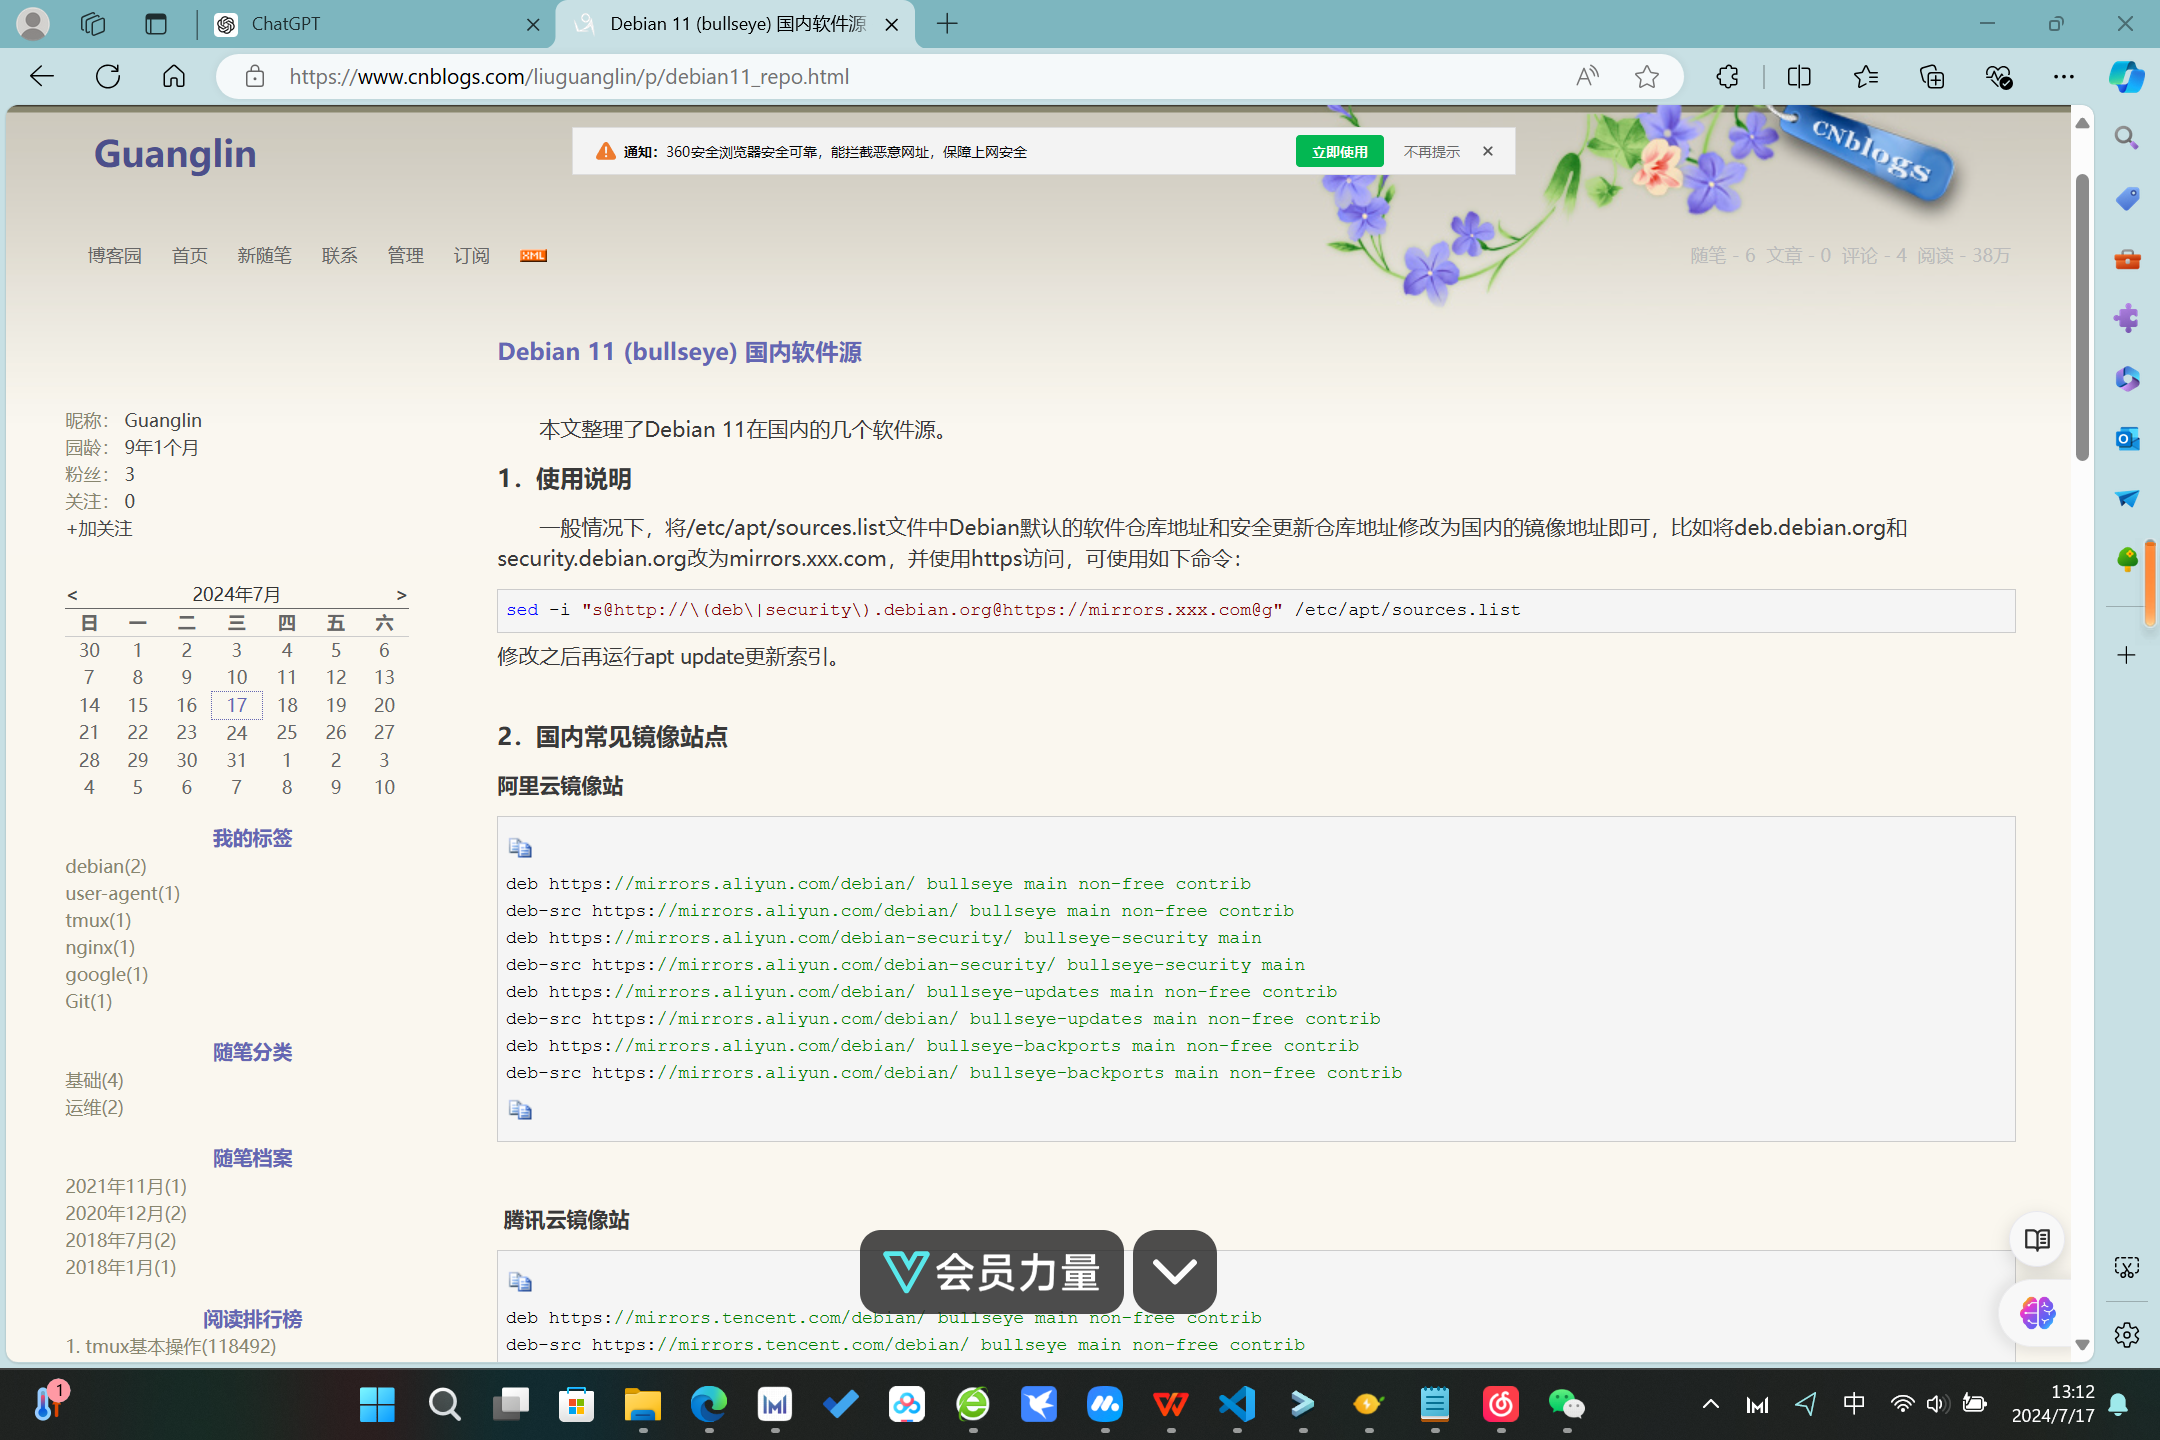 ChatGPT
Debian 11 (bullseye) 国内软件源
https://www.cnblogs.com/liuguanglin/p/debian11_repo.html
Guanglin
通知：360安全浏览器安全可靠，能拦截恶意网址，保障上网安全
立即使用
不再提示
CNblogs
博客园 首页 新随笔 联系 管理 订阅 XML
随笔 - 6 文章 - 0 评论 - 4 阅读 - 38万
Debian 11 (bullseye) 国内软件源
昵称： Guanglin
园龄： 9年1个月
粉丝： 3
关注： 0
+加关注
< 2024年7月 >
日 一 二 三 四 五 六
30 1 2 3 4 5 6
7 8 9 10 11 12 13
14 15 16 17 18 19 20
21 22 23 24 25 26 27
28 29 30 31 1 2 3
4 5 6 7 8 9 10
我的标签
debian(2)
user-agent(1)
tmux(1)
nginx(1)
google(1)
Git(1)
随笔分类
基础(4)
运维(2)
随笔档案
2021年11月(1)
2020年12月(2)
2018年7月(2)
2018年1月(1)
阅读排行榜
1. tmux基本操作(118492)
本文整理了Debian 11在国内的几个软件源。
1．使用说明
一般情况下，将/etc/apt/sources.list文件中Debian默认的软件仓库地址和安全更新仓库地址修改为国内的镜像地址即可，比如将deb.debian.org和
security.debian.org改为mirrors.xxx.com，并使用https访问，可使用如下命令：
sed -i "s@http://\(deb\|security\).debian.org@https://mirrors.xxx.com@g" /etc/apt/sources.list
修改之后再运行apt update更新索引。
2．国内常见镜像站点
阿里云镜像站
deb https://mirrors.aliyun.com/debian/ bullseye main non-free contrib
deb-src https://mirrors.aliyun.com/debian/ bullseye main non-free contrib
deb https://mirrors.aliyun.com/debian-security/ bullseye-security main
deb-src https://mirrors.aliyun.com/debian-security/ bullseye-security main
deb https://mirrors.aliyun.com/debian/ bullseye-updates main non-free contrib
deb-src https://mirrors.aliyun.com/debian/ bullseye-updates main non-free contrib
deb https://mirrors.aliyun.com/debian/ bullseye-backports main non-free contrib
deb-src https://mirrors.aliyun.com/debian/ bullseye-backports main non-free contrib
腾讯云镜像站
deb https://mirrors.tencent.com/debian/ bullseye main non-free contrib
deb-src https://mirrors.tencent.com/debian/ bullseye main non-free contrib
会员力量
1
中
13:12
2024/7/17